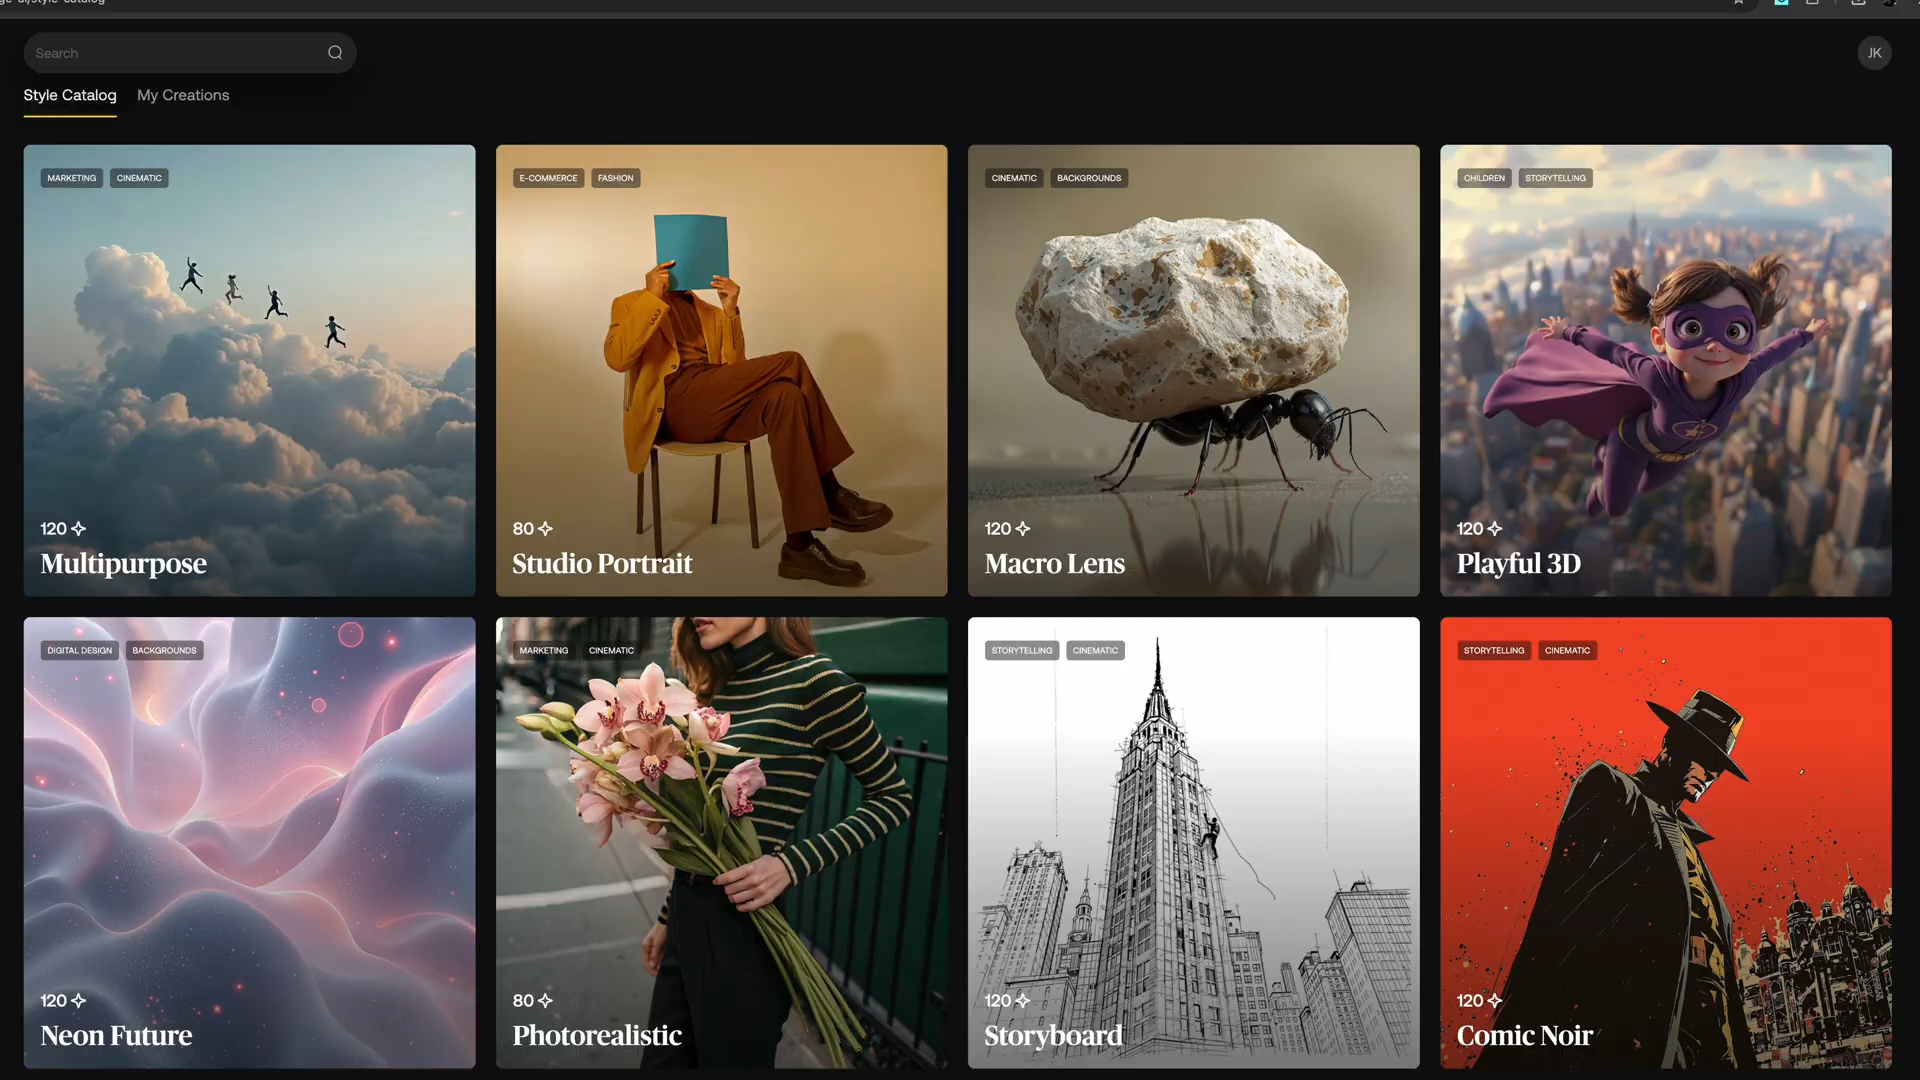 Search
JK
Style Catalog My Creations
MARKETING CINEMATIC
120
Multipurpose
E-COMMERCE FASHION
80
Studio Portrait
CINEMATIC BACKGROUNDS
120
Macro Lens
CHILDREN STORYTELLING
120
Playful 3D
DIGITAL DESIGN BACKGROUNDS
120
Neon Future
MARKETING CINEMATIC
80
Photorealistic
STORYTELLING CINEMATIC
120
Storyboard
STORYTELLING CINEMATIC
120
Comic Noir